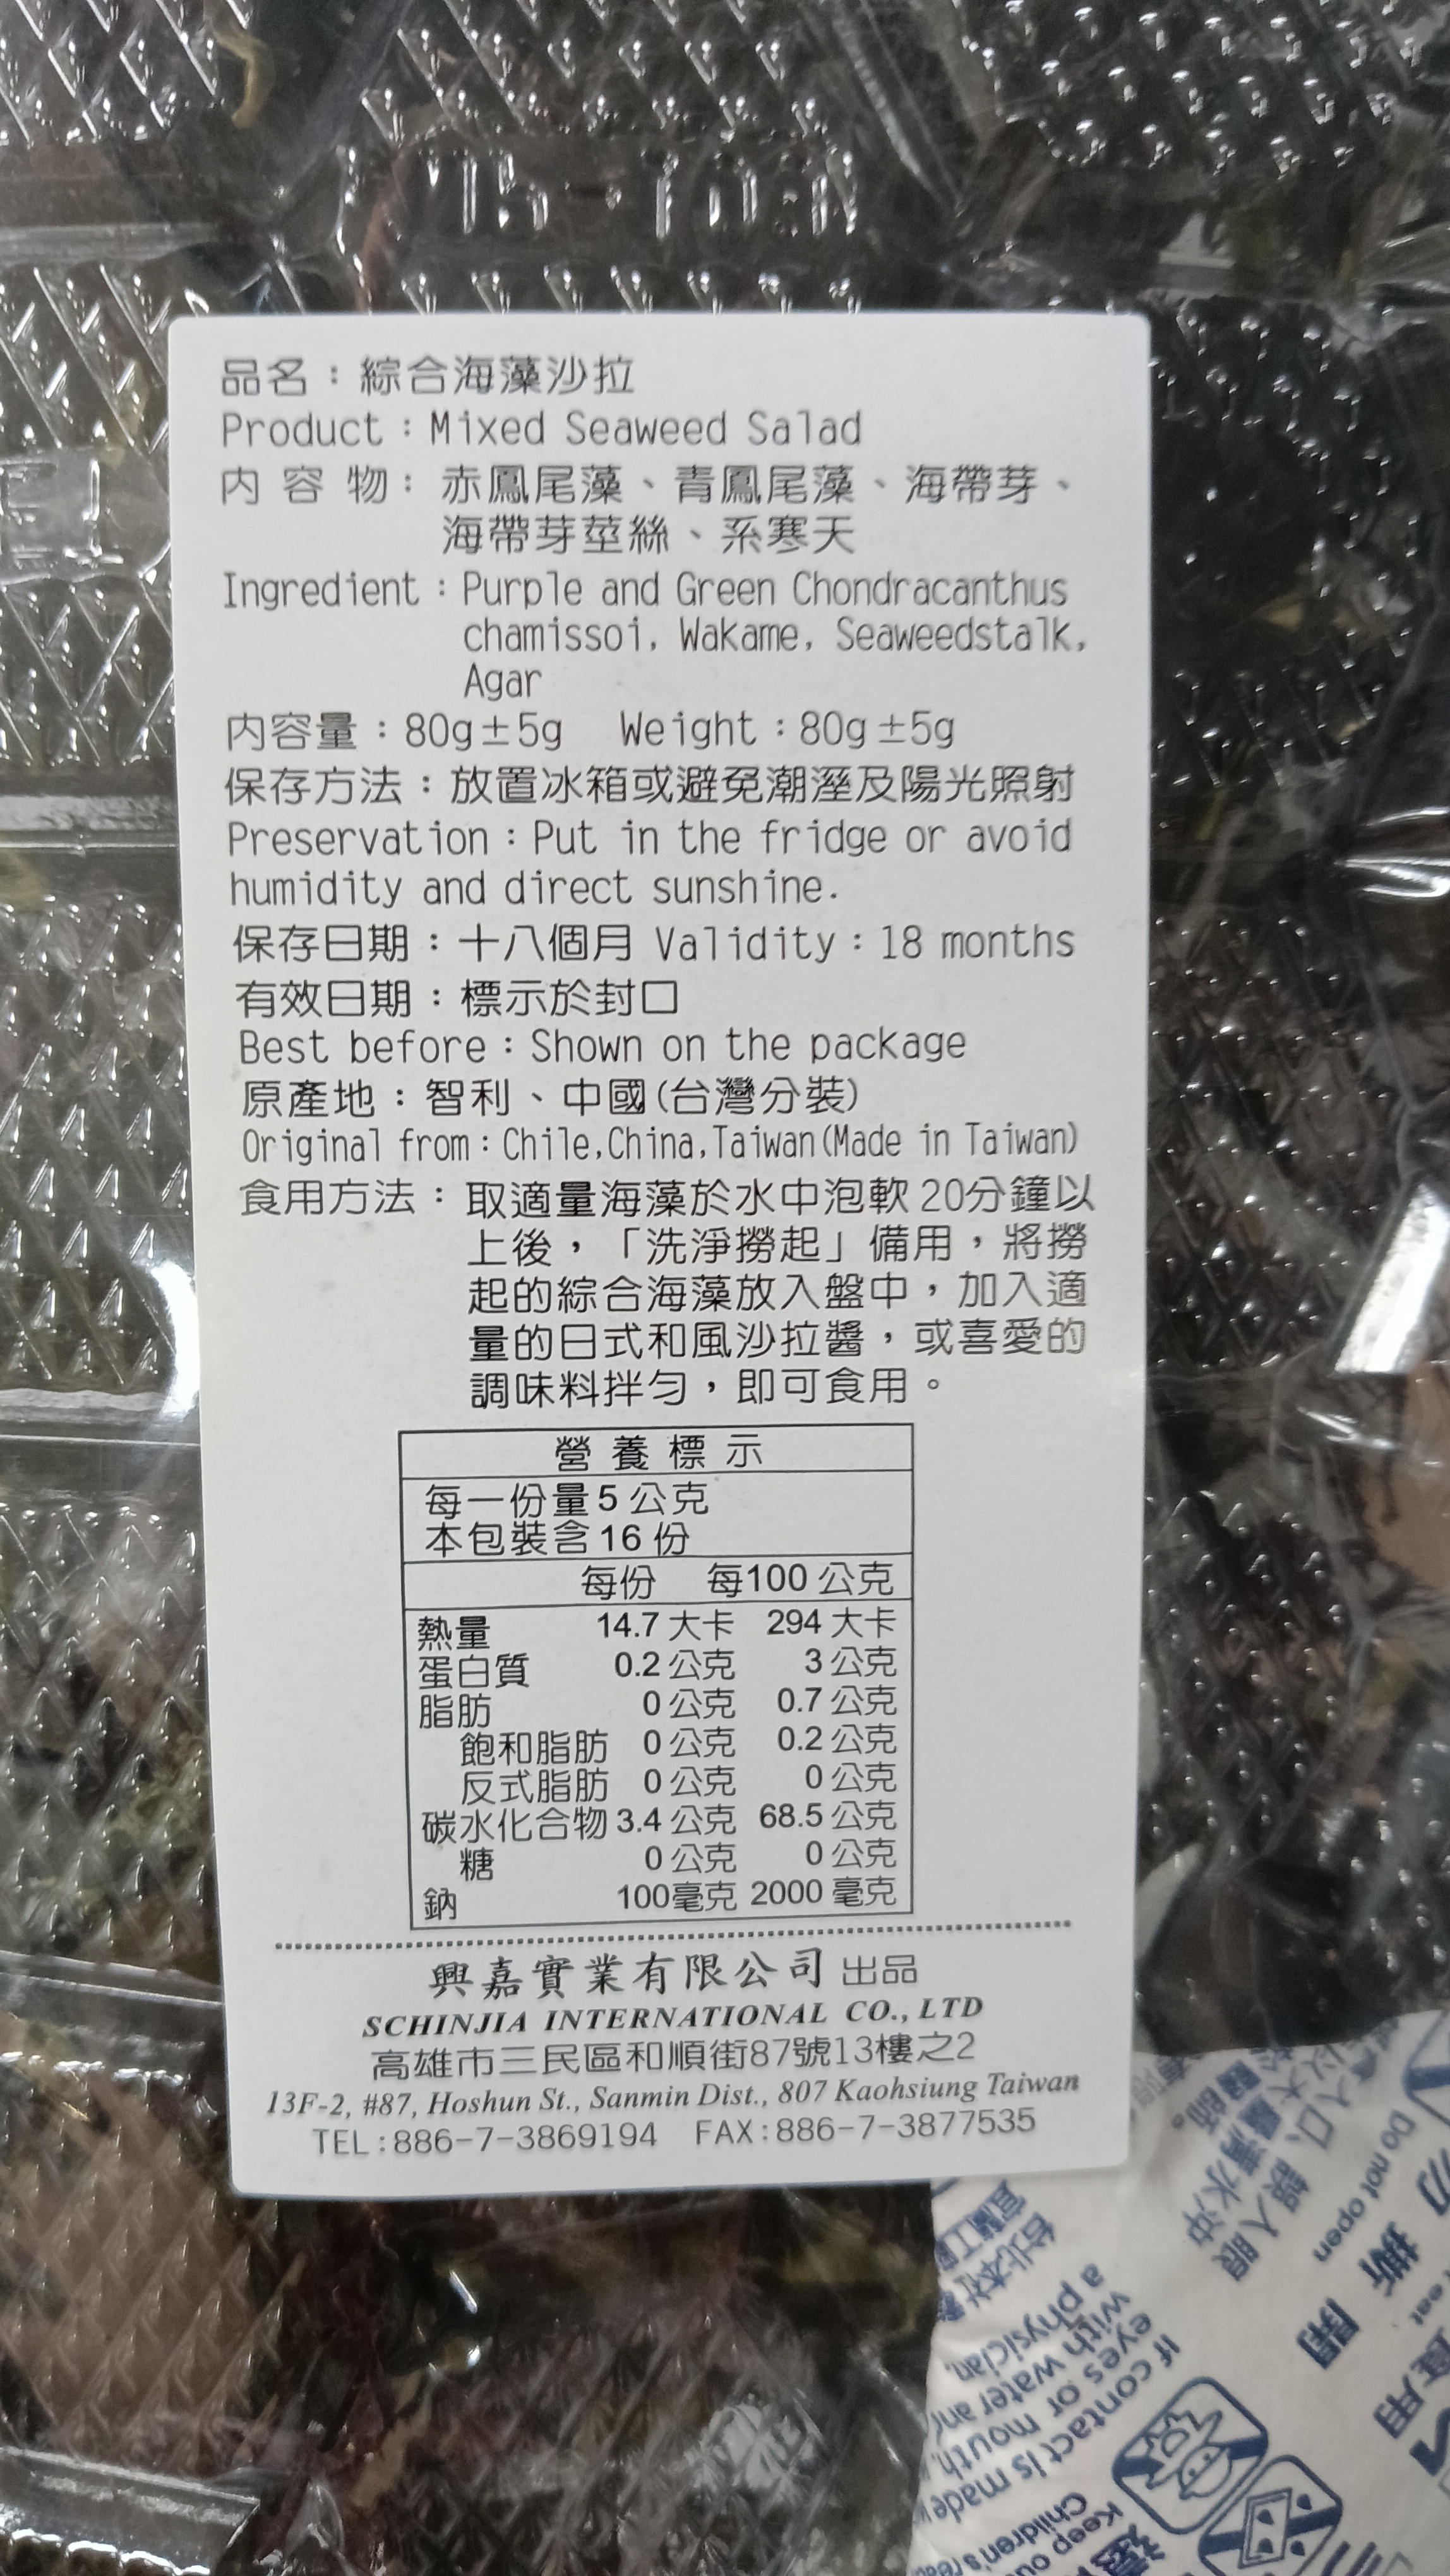 品名：綜合海藻沙拉
Product：Mixed Seaweed Salad
內容物：赤鳳尾藻、青鳳尾藻、海帶芽、
海帶芽莖絲、系寒天
Ingredient：Purple and Green Chondracanthus
chamissoi, Wakame, Seaweedstalk,
Agar
內容量：80g±5g Weight：80g±5g
保存方法：放置冰箱或避免潮溼及陽光照射
Preservation：Put in the fridge or avoid
humidity and direct sunshine.
保存日期：十八個月 Validity：18 months
有效日期：標示於封口
Best before：Shown on the package
原產地：智利、中國(台灣分裝)
Original from：Chile,China,Taiwan(Made in Taiwan)
食用方法：取適量海藻於水中泡軟20分鐘以
上後，「洗淨撈起」備用，將撈
起的綜合海藻放入盤中，加入適
量的日式和風沙拉醬，或喜愛的
調味料拌勻，即可食用。
營養標示
每一份量5公克
本包裝含16份
每份 每100公克
熱量 14.7大卡 294大卡
蛋白質 0.2公克 3公克
脂肪 0公克 0.7公克
飽和脂肪 0公克 0.2公克
反式脂肪 0公克 0公克
碳水化合物 3.4公克 68.5公克
糖 0公克 0公克
鈉 100毫克 2000毫克
興嘉實業有限公司 出品
SCHINJIA INTERNATIONAL CO., LTD
高雄市三民區和順街87號13樓之2
13F-2, #87, Hoshun St., Sanmin Dist., 807 Kaohsiung Taiwan
TEL:886-7-3869194 FAX:886-7-3877535
Do not open
If contact is made
eyes or mouth,
with water and
a physician.